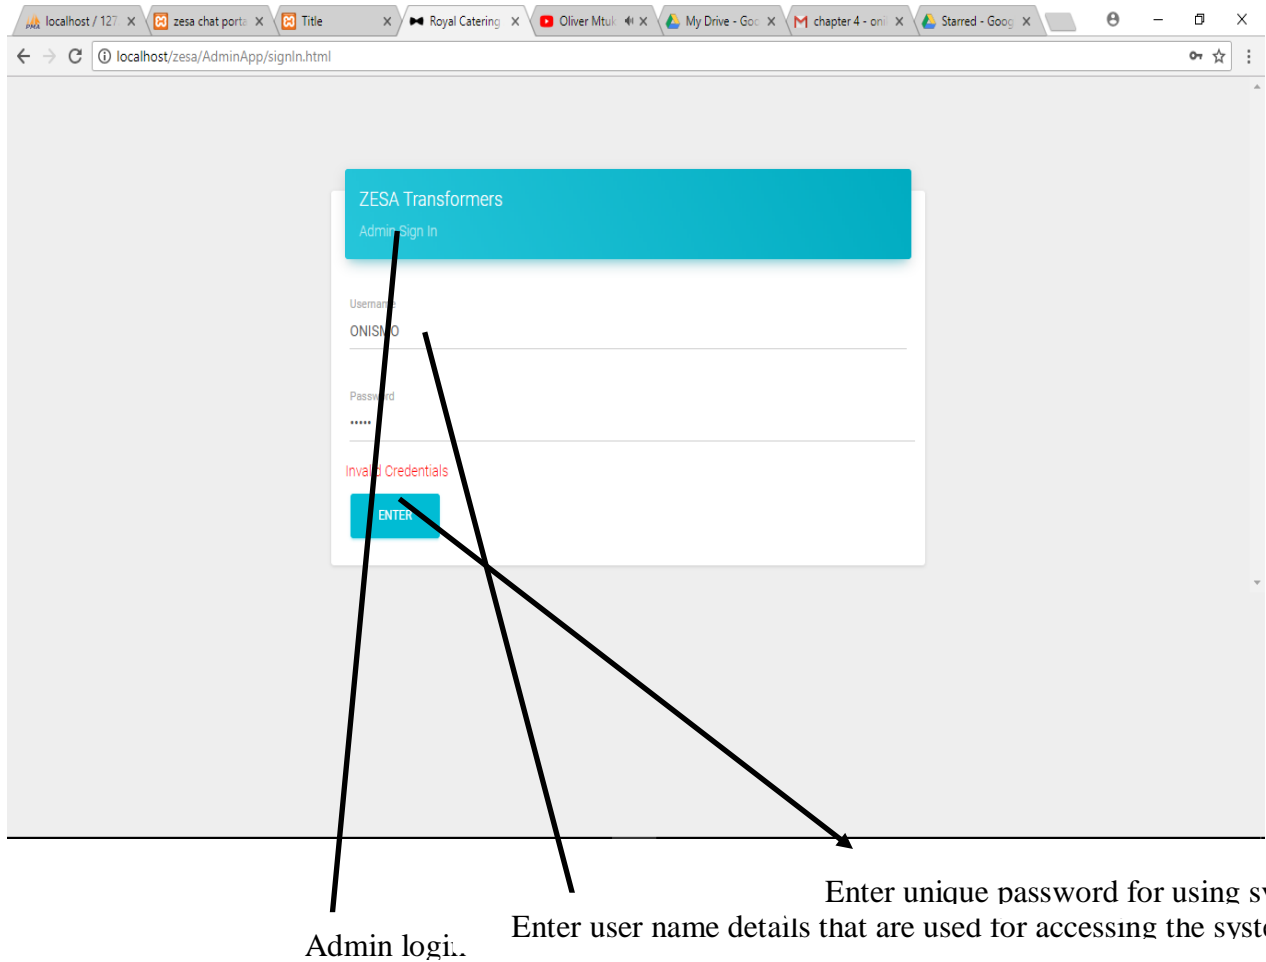 localhost / 127
zesa chat porta
Title
Royal Catering
Oliver Mtuk
My Drive - Goo
chapter 4 - oni
Starred - Goog
localhost/zesa/AdminApp/signIn.html
ZESA Transformers
Admin Sign In
Username
ONISMO
Password
•••••
Invalid Credentials
ENTER
Enter unique password for using sy
Enter user name details that are used for accessing the syste
Admin login